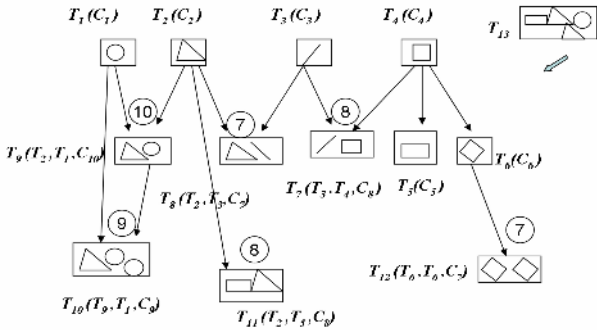 T1(C1) T2(C2) T3(C3) T4(C4)
T13
10 7 8
T9(T2,T1,C10) T6(C6)
T8(T2,T3,C7) T7(T3,T4,C8) T5(C5)
9 8 7
T12(T6,T6,C7)
T10(T9,T1,C9) T11(T2,T5,C8)